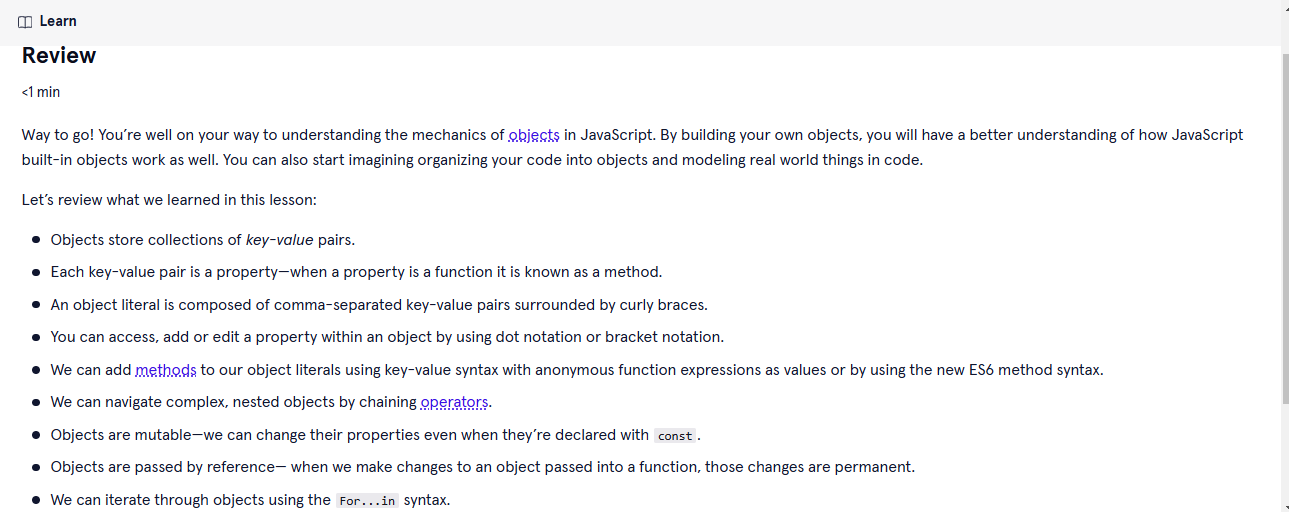 Learn
Review
<1 min
Way to go! You’re well on your way to understanding the mechanics of objects in JavaScript. By building your own objects, you will have a better understanding of how JavaScript
built-in objects work as well. You can also start imagining organizing your code into objects and modeling real world things in code.
Let’s review what we learned in this lesson:
Objects store collections of key-value pairs.
Each key-value pair is a property—when a property is a function it is known as a method.
An object literal is composed of comma-separated key-value pairs surrounded by curly braces.
You can access, add or edit a property within an object by using dot notation or bracket notation.
We can add methods to our object literals using key-value syntax with anonymous function expressions as values or by using the new ES6 method syntax.
We can navigate complex, nested objects by chaining operators.
Objects are mutable—we can change their properties even when they’re declared with const.
Objects are passed by reference— when we make changes to an object passed into a function, those changes are permanent.
We can iterate through objects using the For...in syntax.